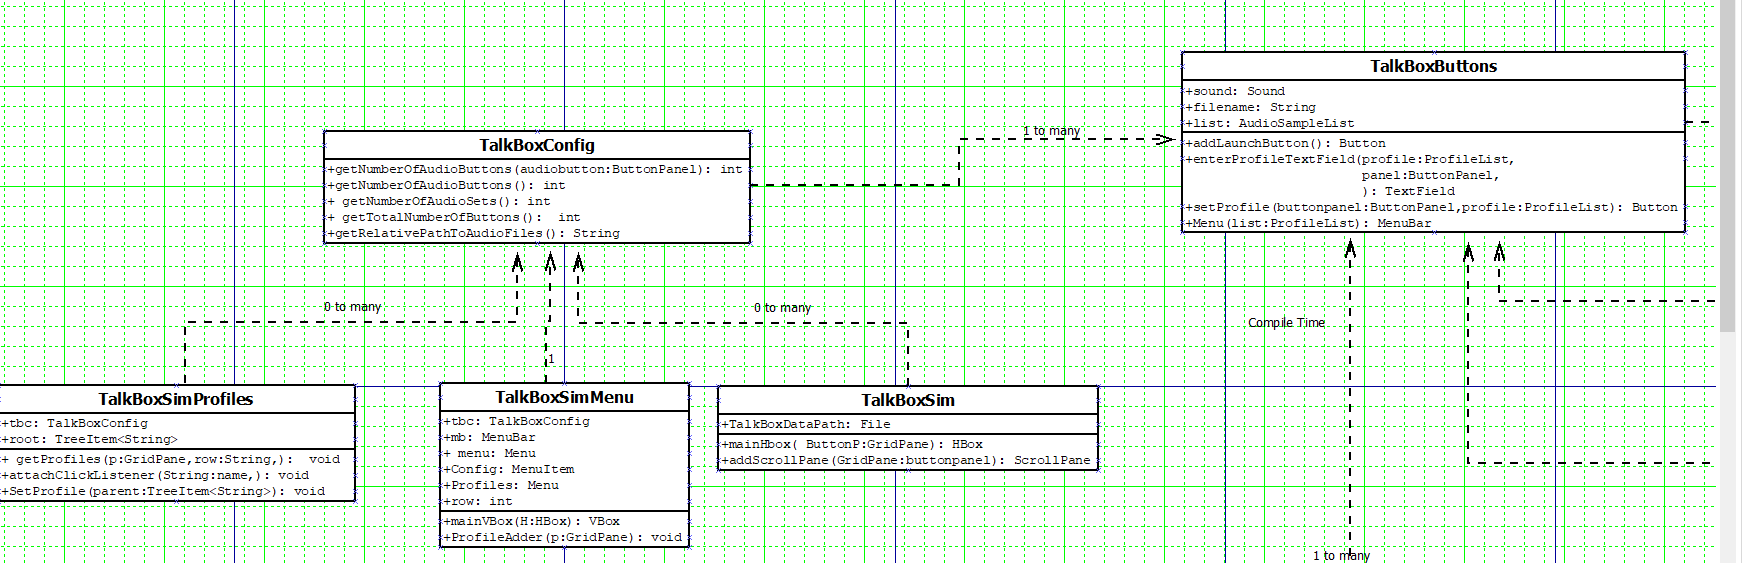 TalkBoxButtons
+sound: Sound
+filename: String
+list: AudioSampleList
+addLaunchButton(): Button
+enterProfileTextField(profile:ProfileList,
panel:ButtonPanel,
): TextField
+setProfile(buttonpanel:ButtonPanel,profile:ProfileList): Button
+Menu(list:ProfileList): MenuBar
1 to many
TalkBoxConfig
+getNumberOfAudioButtons(audiobutton:ButtonPanel): int
+getNumberOfAudioButtons(): int
+ getNumberOfAudioSets(): int
+ getTotalNumberOfButtons():  int
+getRelativePathToAudioFiles(): String
0 to many
0 to many
Compile Time
1
TalkBoxSimProfiles
+tbc: TalkBoxConfig
+root: TreeItem<String>
+ getProfiles(p:GridPane,row:String,):  void
+attachClickListener(String:name,): void
+SetProfile(parent:TreeItem<String>): void
TalkBoxSimMenu
+tbc: TalkBoxConfig
+mb: MenuBar
+ menu: Menu
+Config: MenuItem
+Profiles: Menu
+row: int
+mainVBox(H:HBox): VBox
+ProfileAdder(p:GridPane): void
TalkBoxSim
+TalkBoxDataPath: File
+mainHbox( ButtonP:GridPane): HBox
+addScrollPane(GridPane:buttonpanel): ScrollPane
1 to many